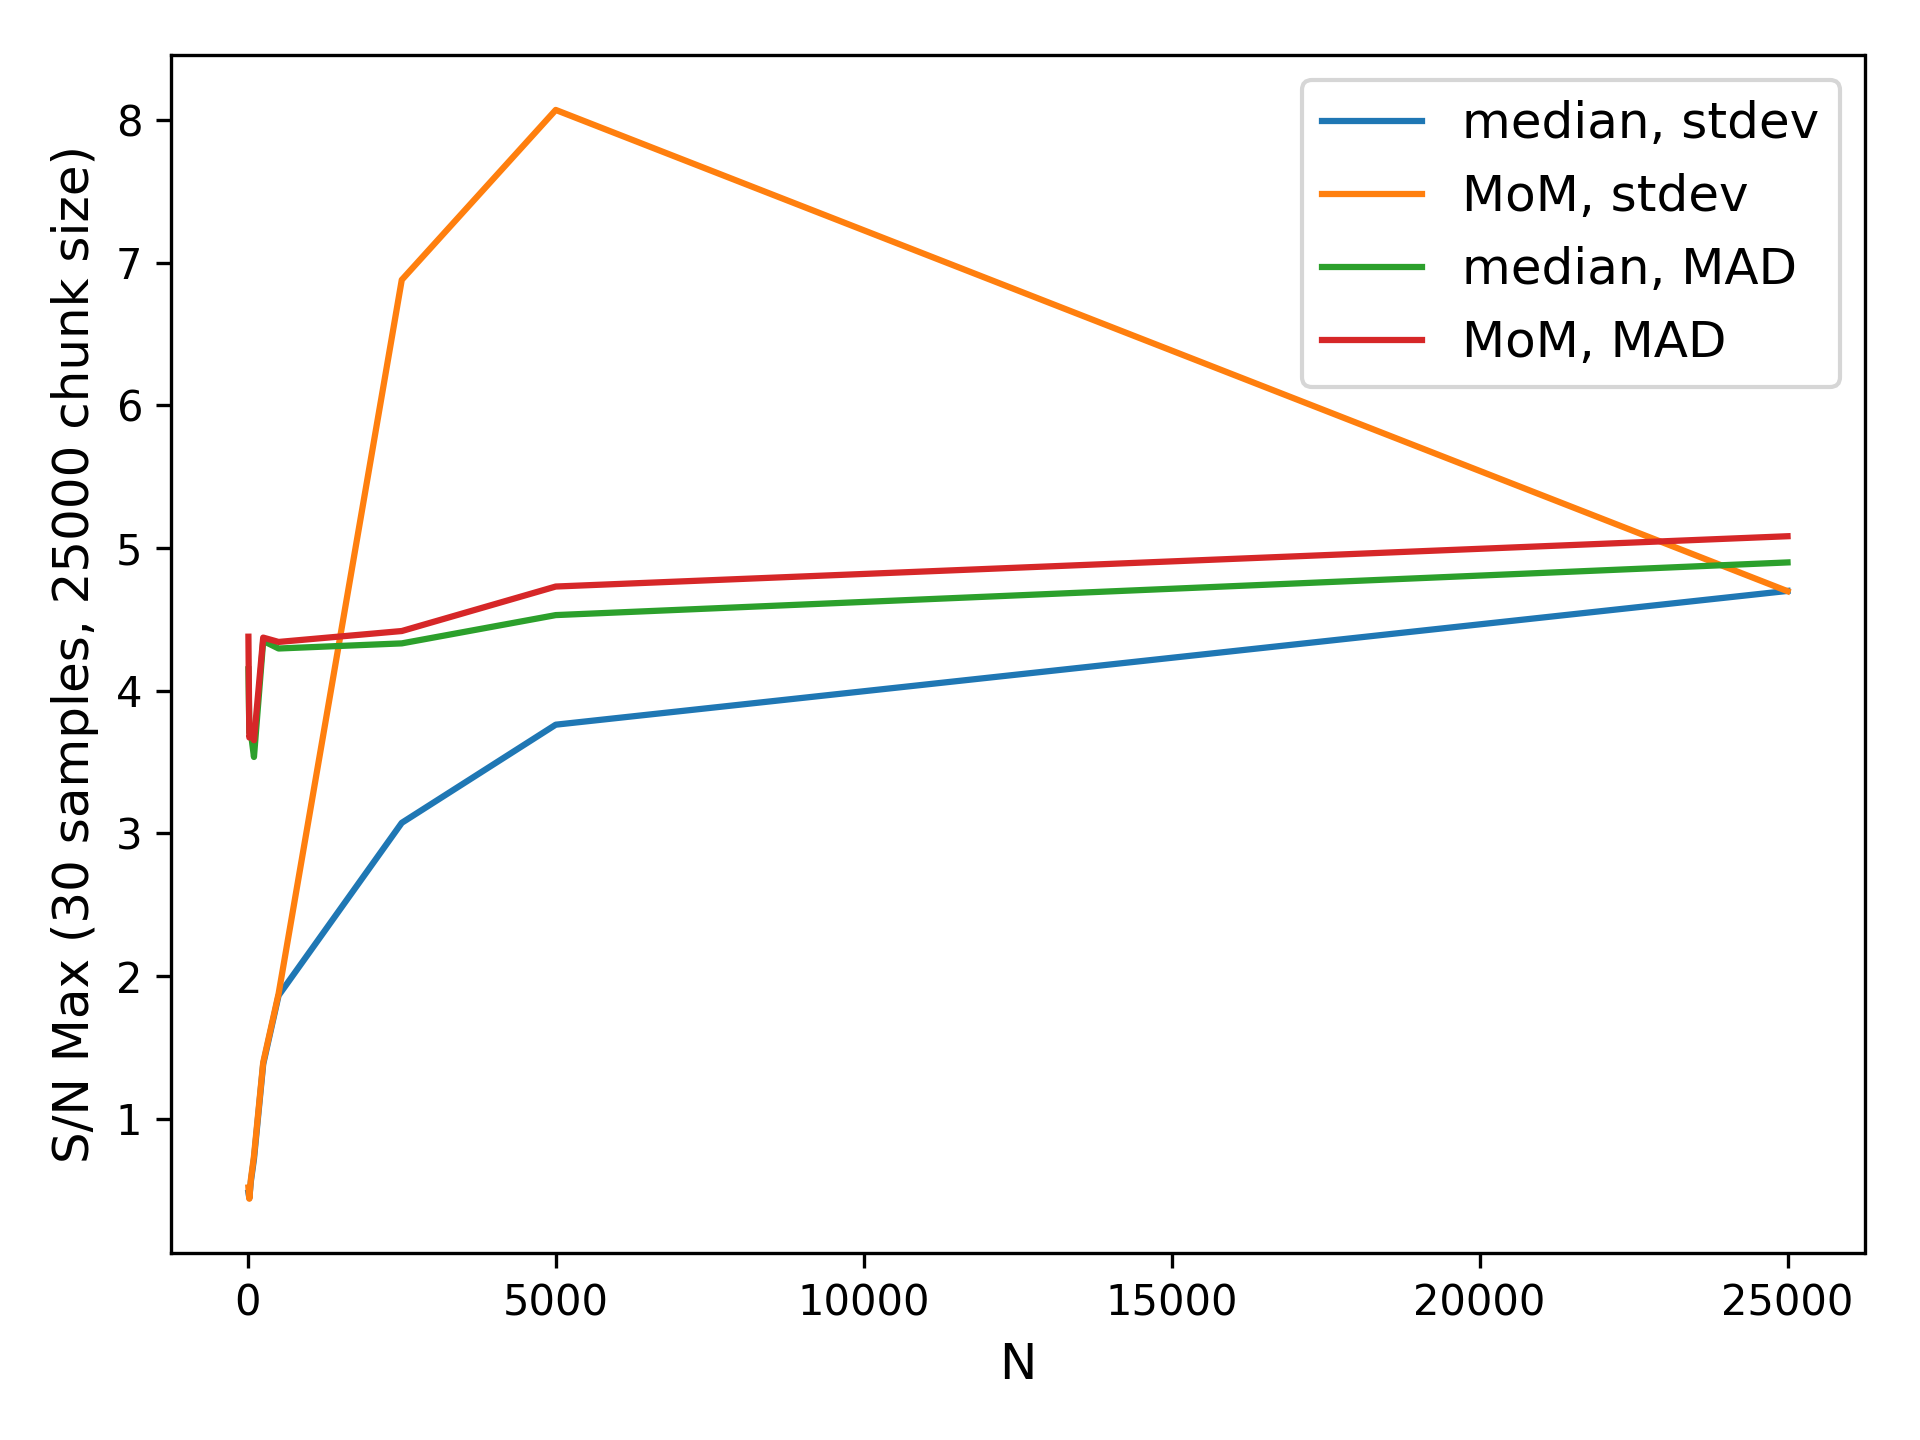 S/N Max (30 samples, 25000 chunk size)
8
7
6
5
4
3
2
1
median, stdev
MoM, stdev
median, MAD
MoM, MAD
0 5000 10000 15000 20000 25000
N